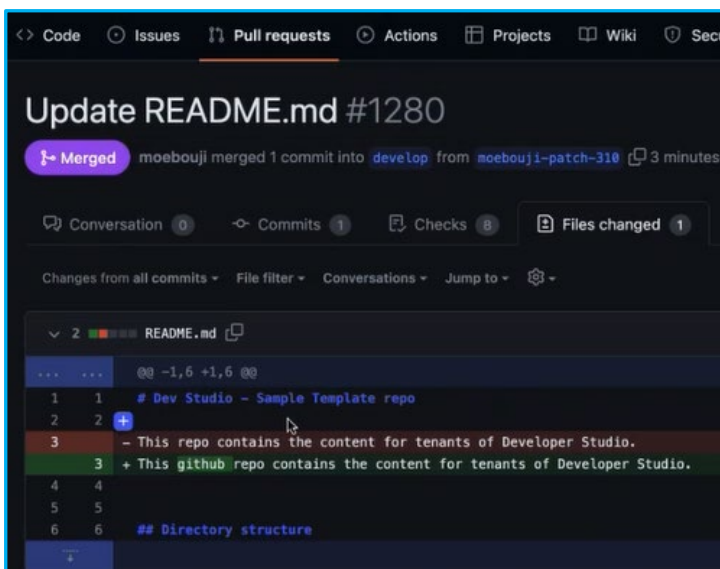 <> Code Issues Pull requests Actions Projects Wiki Secu
Update README.md #1280
Merged moebouji merged 1 commit into develop from moebouji-patch-310 3 minutes
Conversation 0 Commits 1 Checks 8 Files changed 1
Changes from all commits File filter Conversations Jump to
2 README.md
... ... @@ -1,6 +1,6 @@
1 1 # Dev Studio – Sample Template repo
2 2 +
3 – This repo contains the content for tenants of Developer Studio.
3 + This github repo contains the content for tenants of Developer Studio.
4 4
5 5
6 6 ## Directory structure